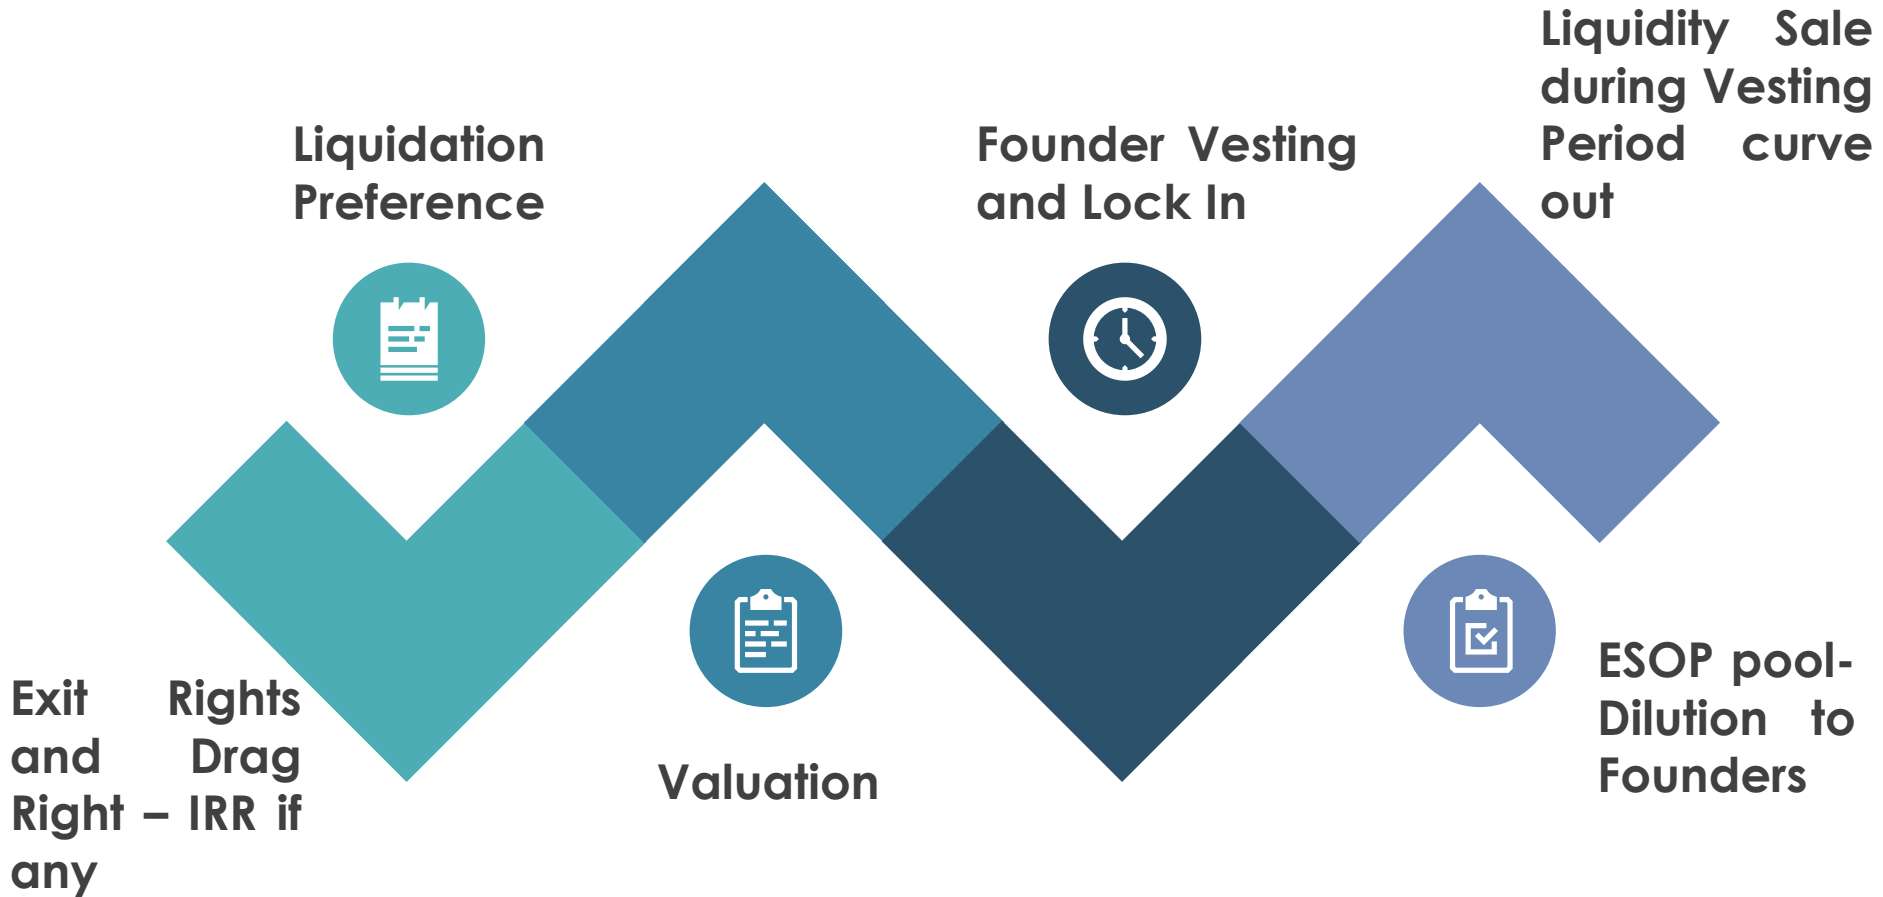 Liquidation
Preference
Founder Vesting
and Lock In
Liquidity Sale
during Vesting
Period curve
out
Exit Rights
and Drag
Right – IRR if
any
Valuation
ESOP pool-
Dilution to
Founders